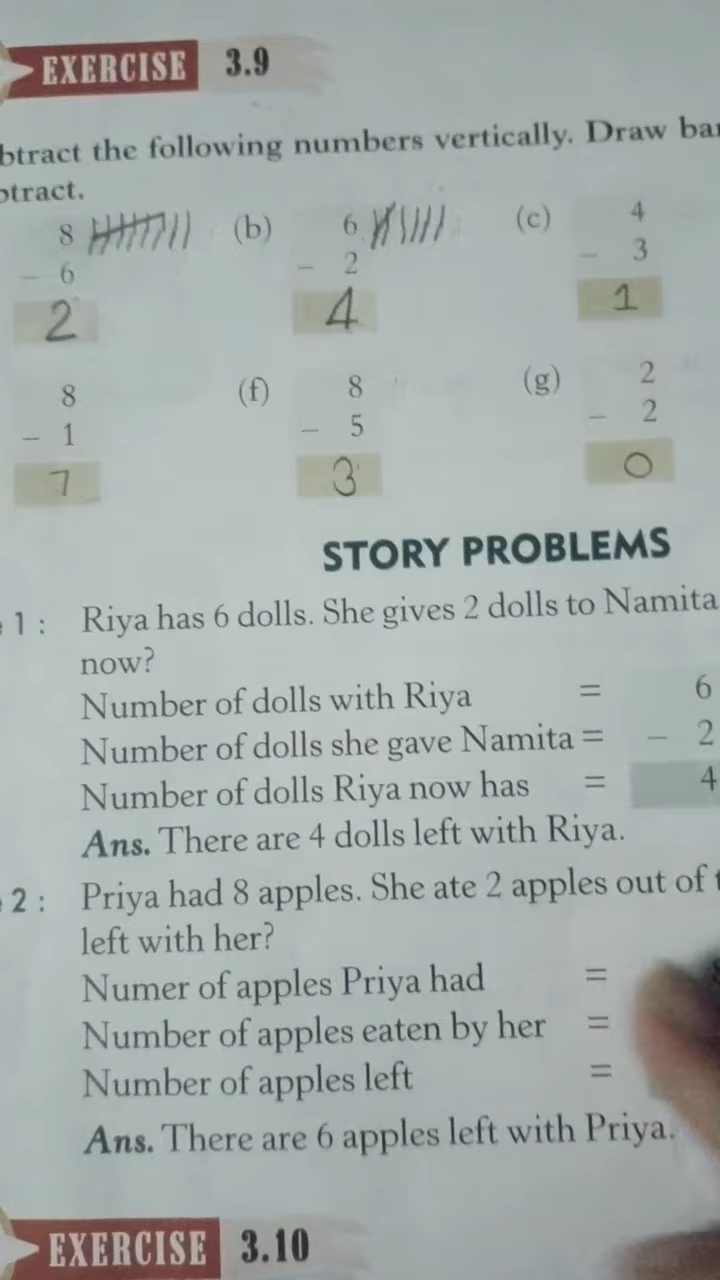 EXERCISE 3.9
btract the following numbers vertically. Draw bar
otract.
8 (b) 6 (c) 4
– 6 – 2 – 3
2 4 1
8 (f) 8 (g) 2
– 1 – 5 – 2
7 3 0
STORY PROBLEMS
1 : Riya has 6 dolls. She gives 2 dolls to Namita
now?
Number of dolls with Riya = 6
Number of dolls she gave Namita = – 2
Number of dolls Riya now has = 4
Ans. There are 4 dolls left with Riya.
2 : Priya had 8 apples. She ate 2 apples out of t
left with her?
Numer of apples Priya had =
Number of apples eaten by her =
Number of apples left =
Ans. There are 6 apples left with Priya.
EXERCISE 3.10